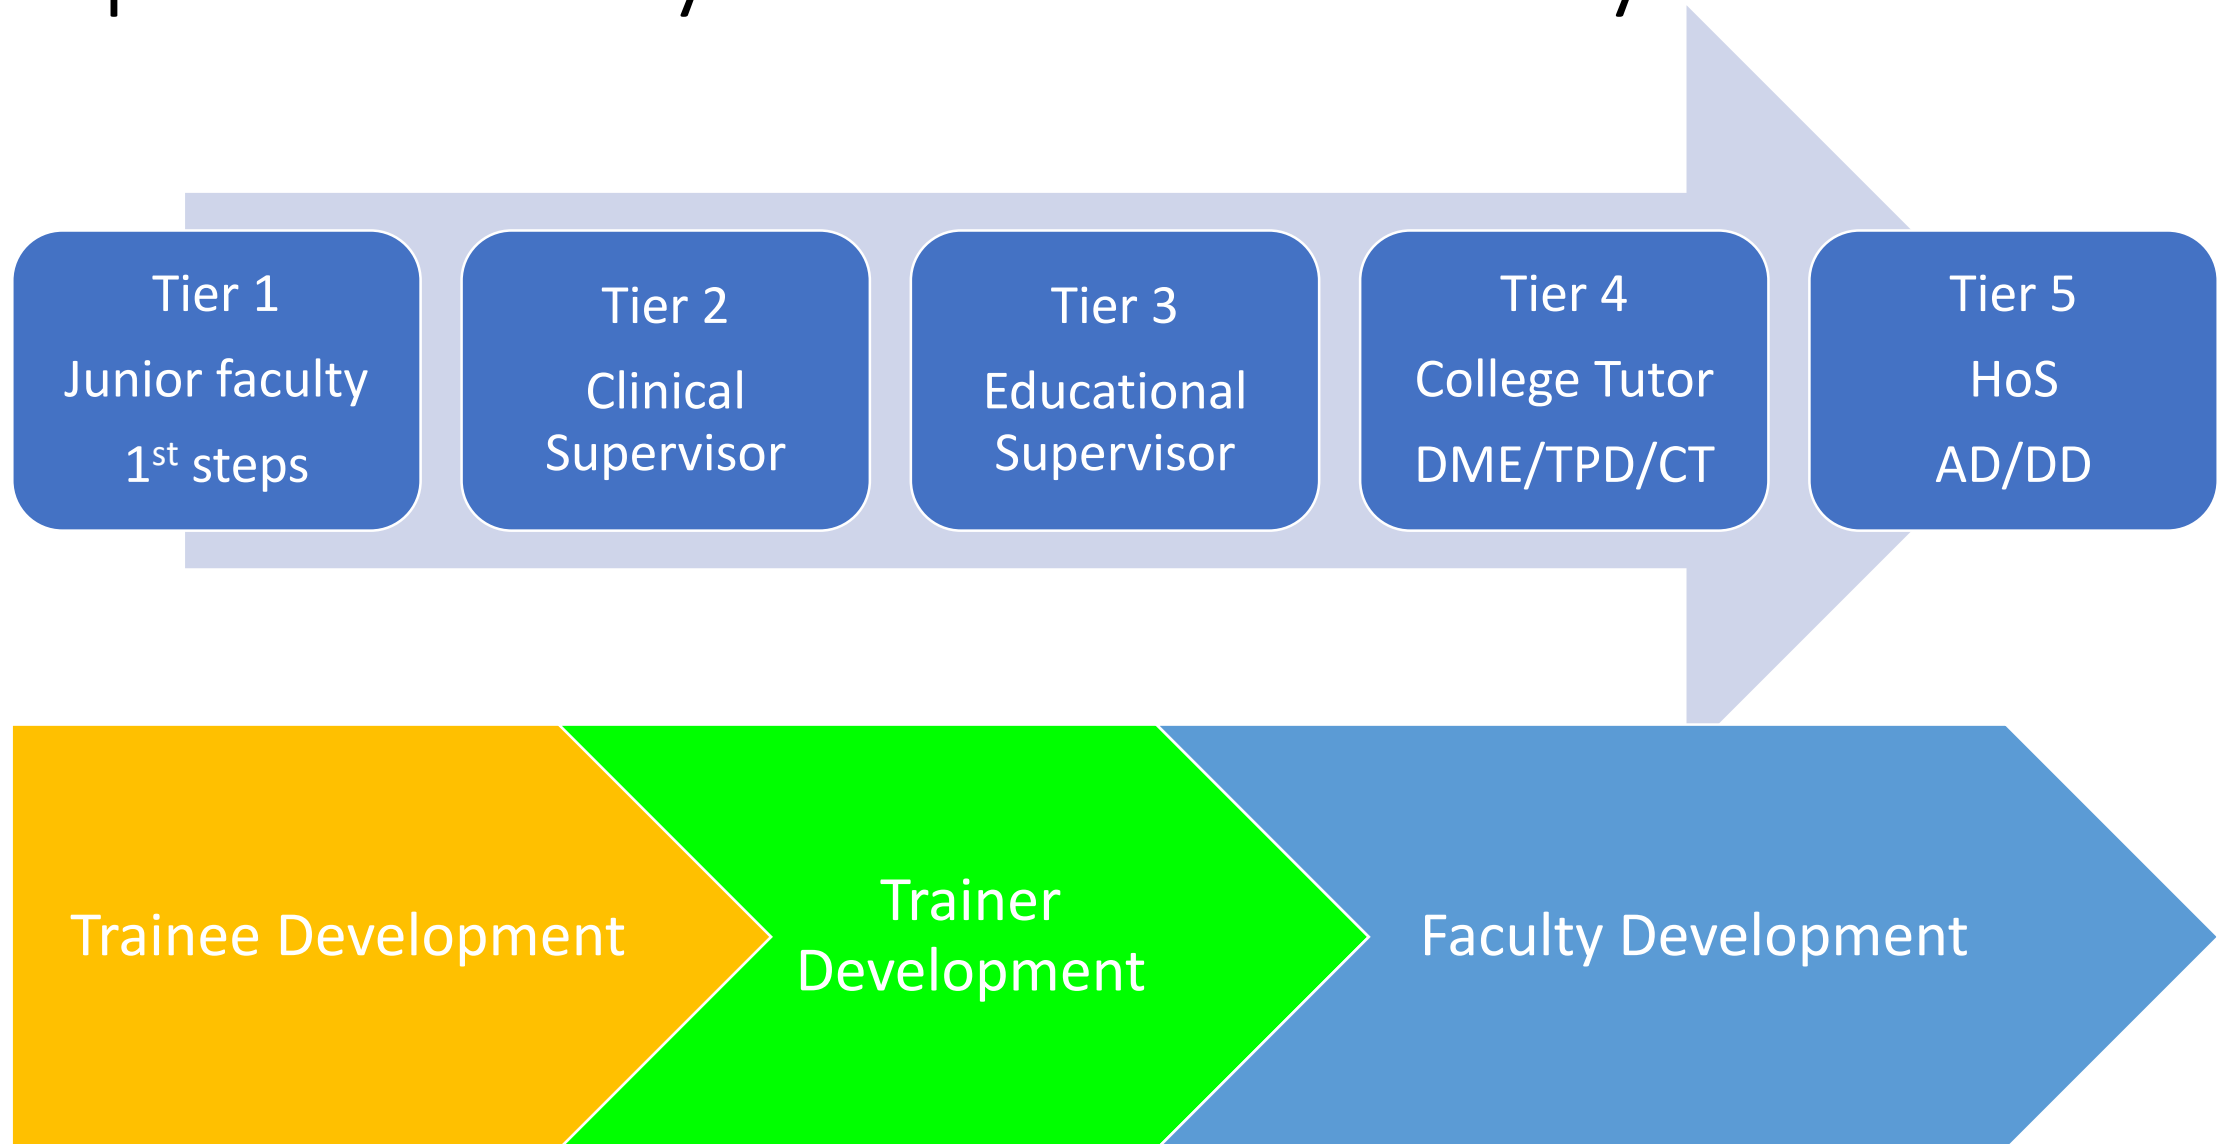 Tier 1
Junior faculty
1st steps
Tier 2
Clinical
Supervisor
Tier 3
Educational
Supervisor
Tier 4
College Tutor
DME/TPD/CT
Tier 5
HoS
AD/DD
Trainee Development
Trainer
Development
Faculty Development